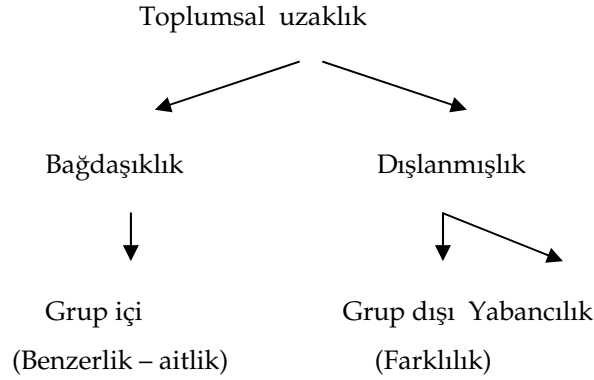 Toplumsal uzaklık
Bağdaşıklık Dışlanmışlık
Grup içi Grup dışı Yabancılık
(Benzerlik – aitlik) (Farklılık)